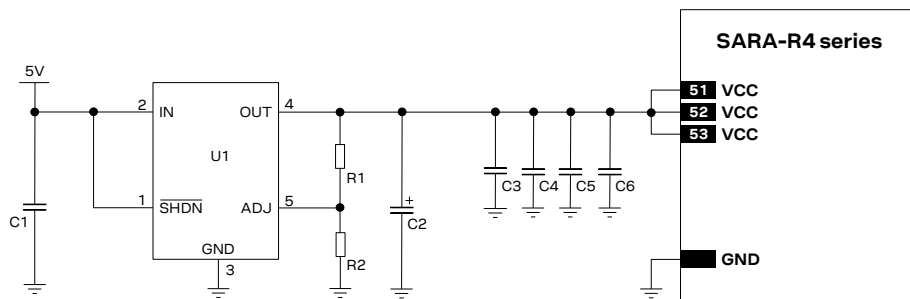 SARA-R4 series
5V
51 VCC
2 IN OUT 4
52 VCC
53 VCC
U1
R1
C3 C4 C5 C6
1 SHDN ADJ 5
C1
C2
GND
R2
GND
3
+